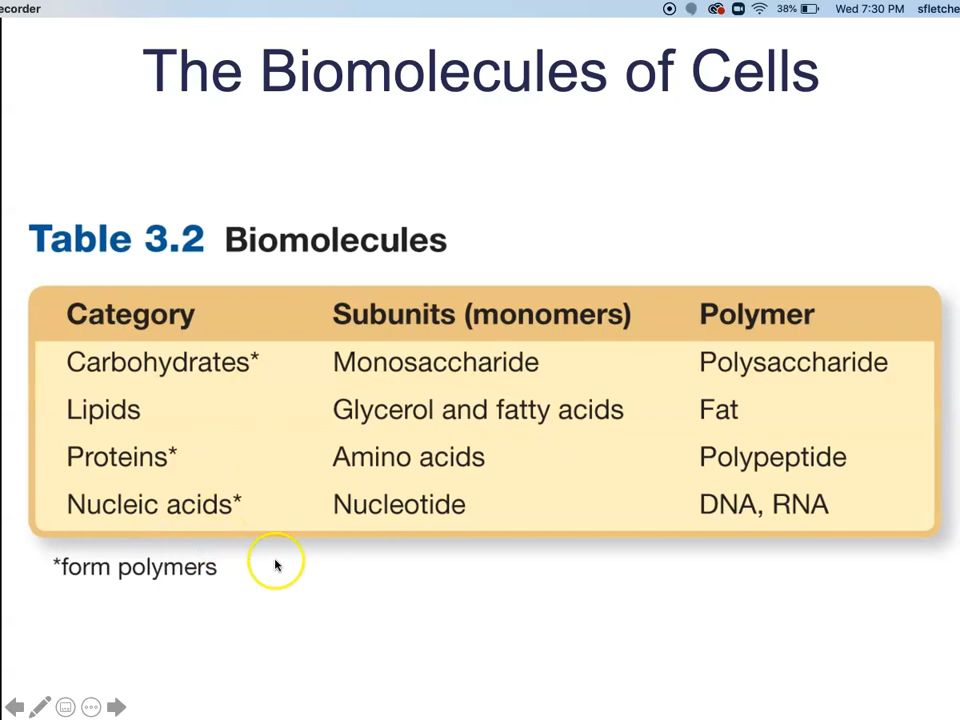 ecorder 38% Wed 7:30 PM sfletche
The Biomolecules of Cells
Table 3.2 Biomolecules
Category Subunits (monomers) Polymer
Carbohydrates* Monosaccharide Polysaccharide
Lipids Glycerol and fatty acids Fat
Proteins* Amino acids Polypeptide
Nucleic acids* Nucleotide DNA, RNA
*form polymers